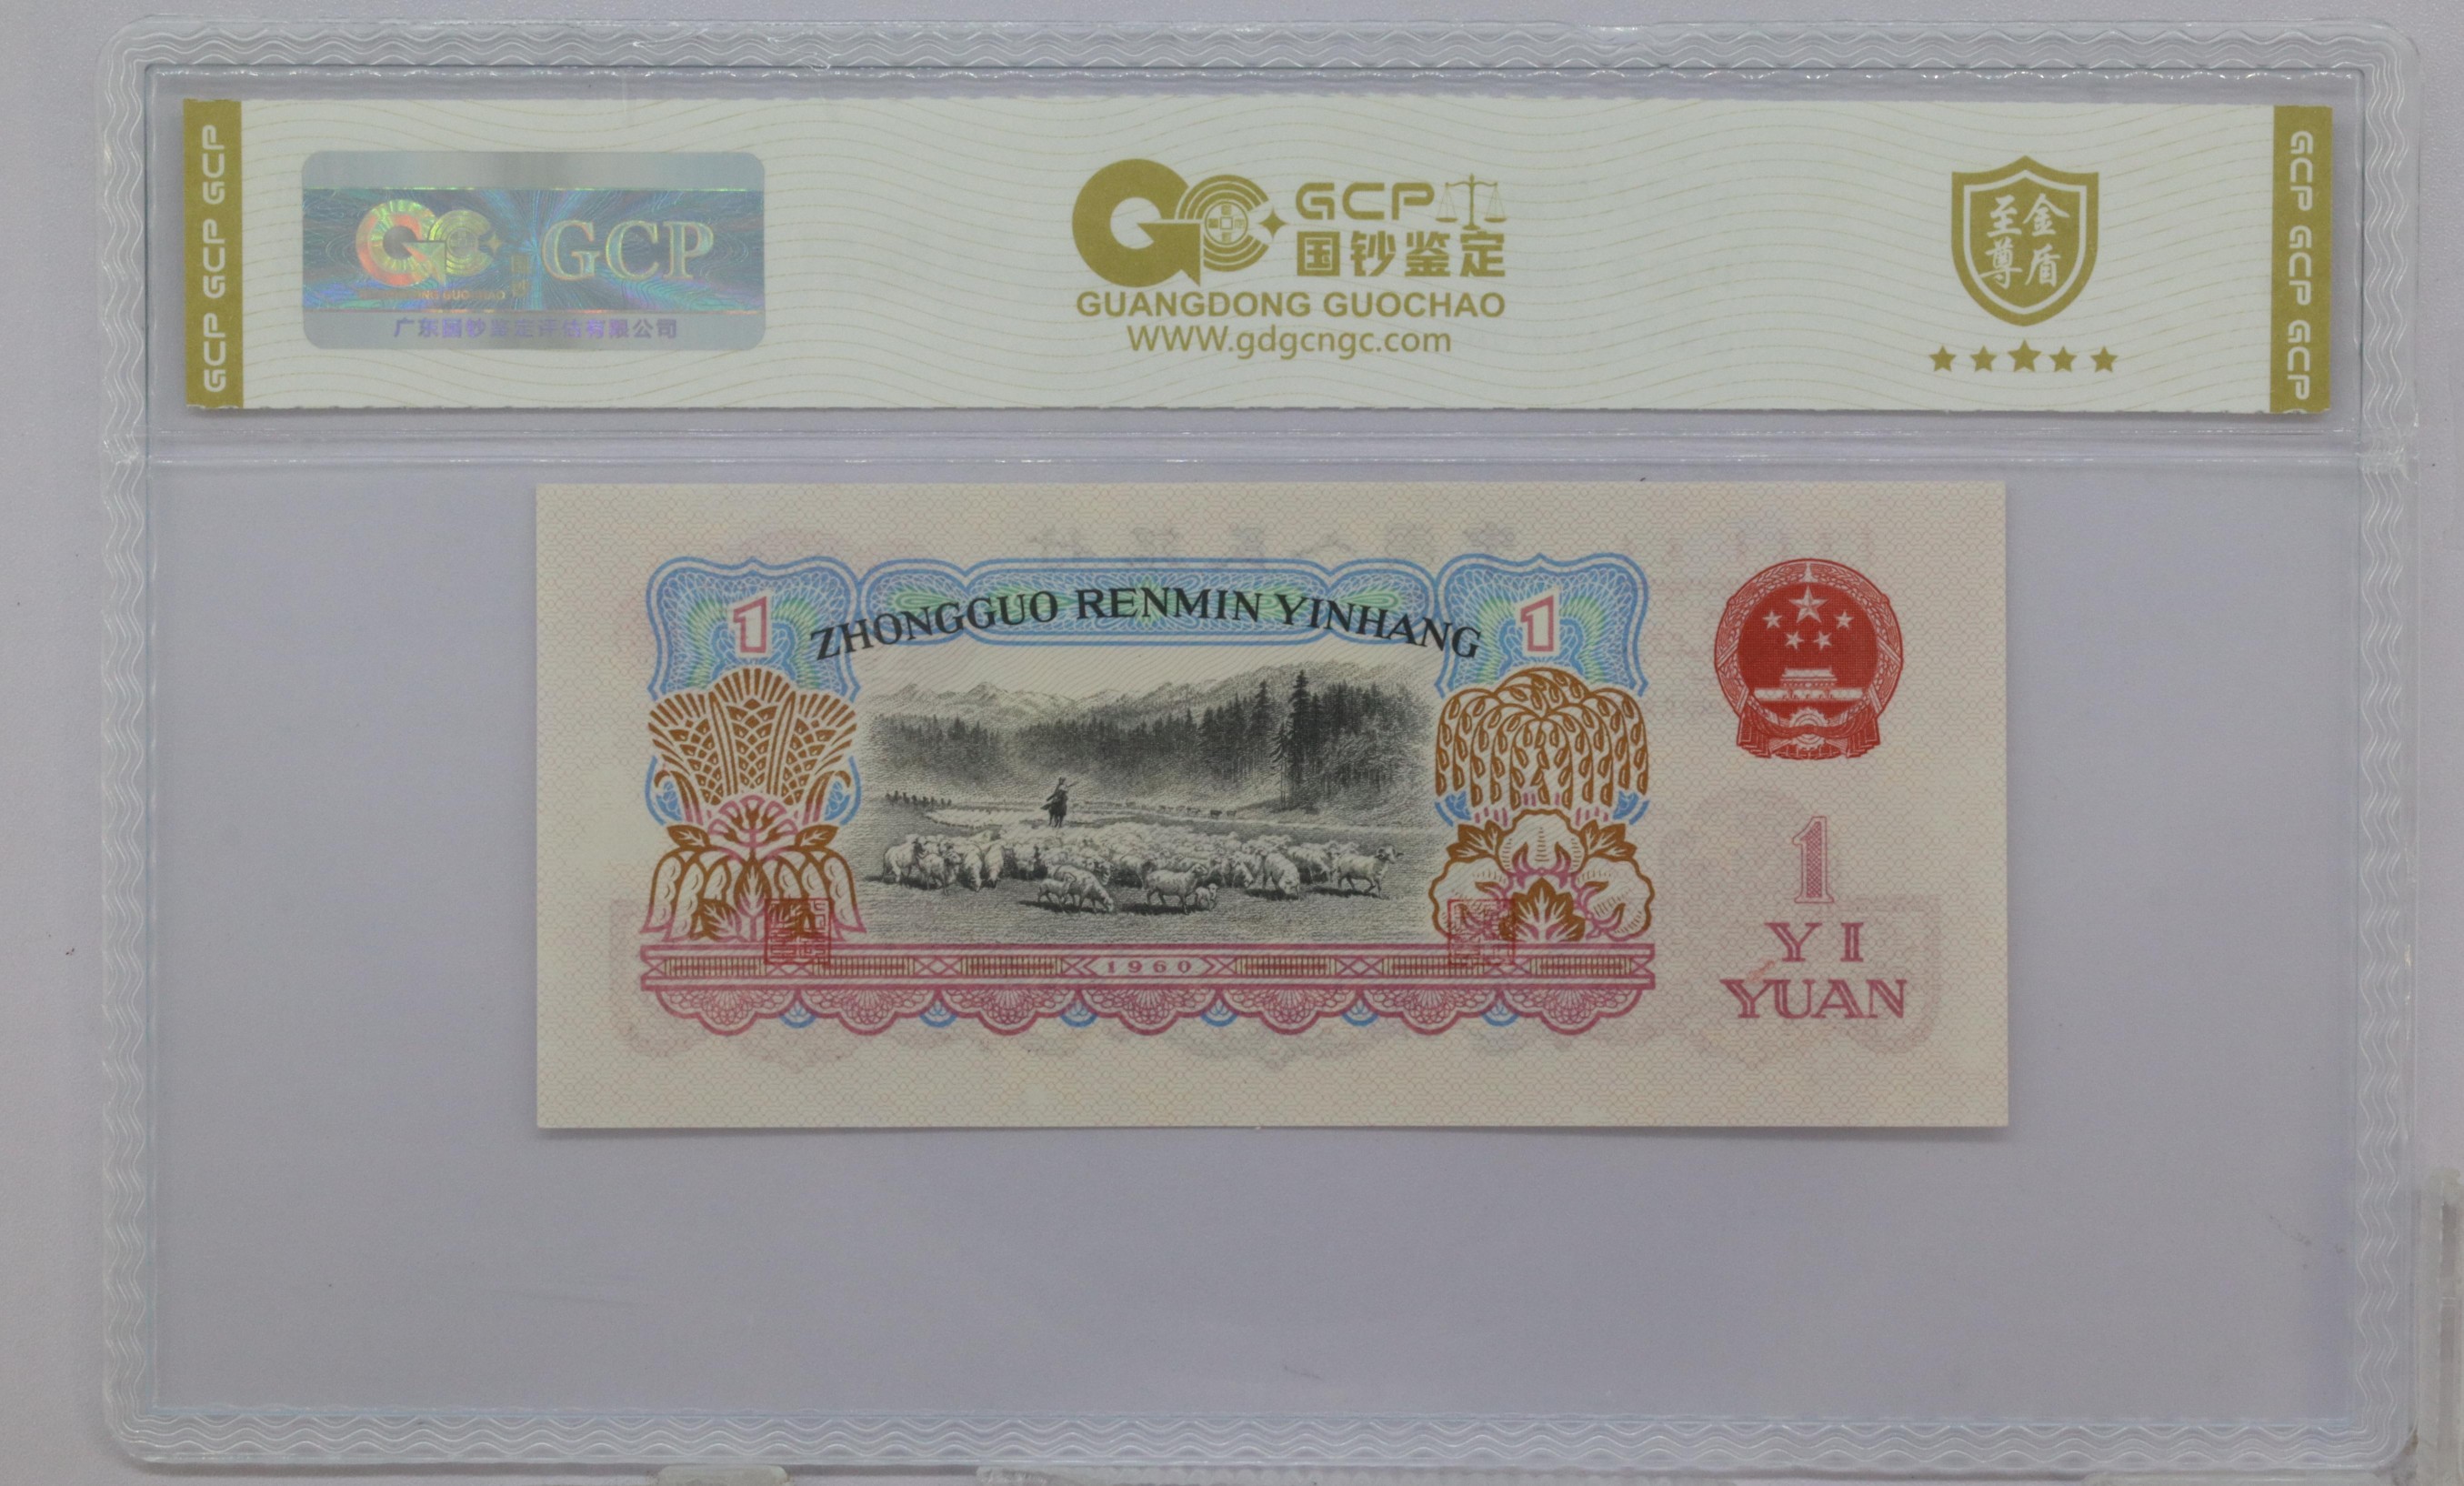 GCP GCP GCP
GCP
GUANGDONG GUOCHAO
广东国钞鉴定评估有限公司
GCP
国钞鉴定
GUANGDONG GUOCHAO
WWW.gdgcngc.com
至尊
金盾
GCP GCP GCP
1
ZHONGGUO RENMIN YINHANG
1
1960
1
YI
YUAN